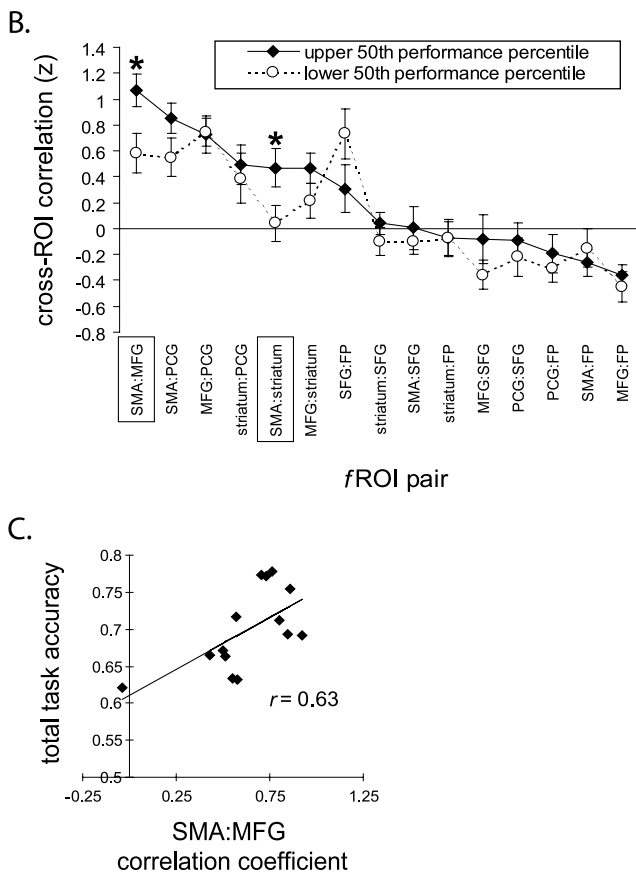 B.
upper 50th performance percentile
lower 50th performance percentile
cross-ROI correlation (z)
1.4
1.2
1
0.8
0.6
0.4
0.2
0
-0.2
-0.4
-0.6
-0.8
*
*
SMA:MFG
SMA:PCG
MFG:PCG
striatum:PCG
SMA:striatum
MFG:striatum
SFG:FP
striatum:SFG
SMA:SFG
striatum:FP
MFG:SFG
PCG:SFG
PCG:FP
SMA:FP
MFG:FP
fROI pair
C.
total task accuracy
0.8
0.75
0.7
0.65
0.6
0.55
0.5
r = 0.63
-0.25
0.25
0.75
1.25
SMA:MFG
correlation coefficient